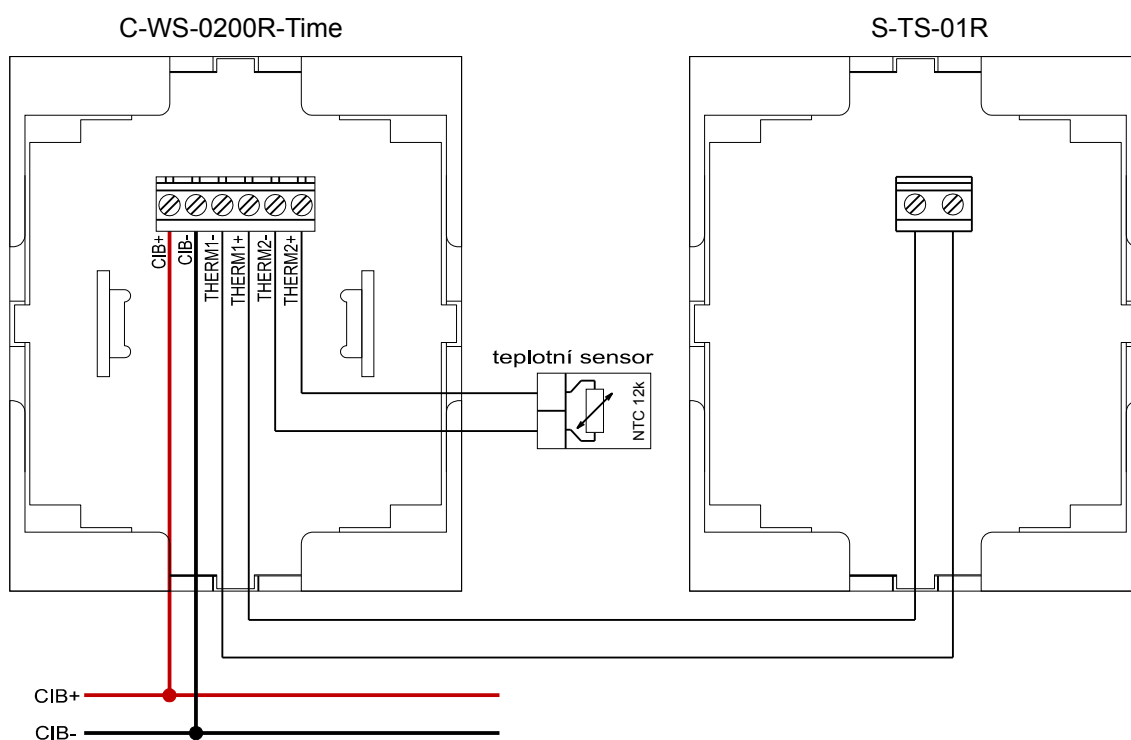 C-WS-0200R-Time
S-TS-01R
CIB+
CIB-
THERM1-
THERM1+
THERM2-
THERM2+
teplotní sensor
NTC 12k
CIB+
CIB-